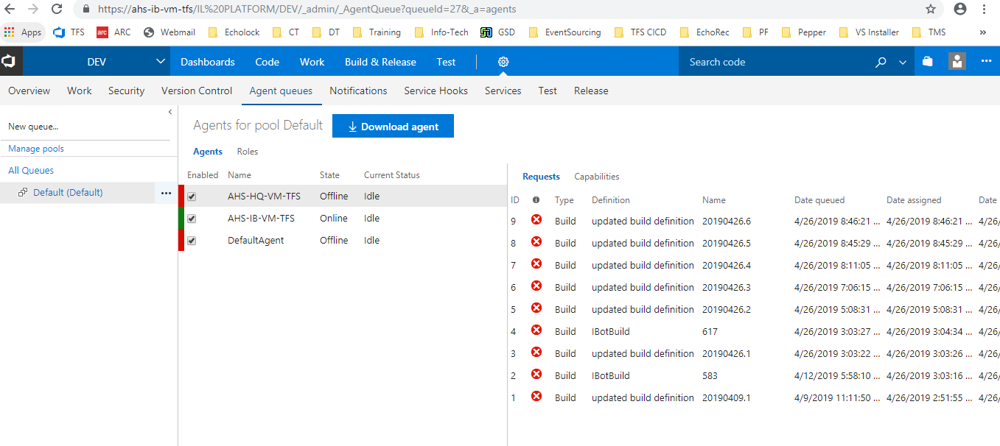 https://ahs-ib-vm-tfs/IL%20PLATFORM/DEV/_admin/_AgentQueue?queueId=27&_a=agents
Apps TFS arc ARC Webmail Echolock CT DT Training Info-Tech GSD EventSourcing TFS CICD EchoRec PF Pepper VS Installer TMS »
DEV Dashboards Code Work Build & Release Test Search code
Overview Work Security Version Control Agent queues Notifications Service Hooks Services Test Release
New queue...
Manage pools
All Queues
Default (Default) ...
Agents for pool Default Download agent
Agents Roles
Enabled Name State Current Status
AHS-HQ-VM-TFS Offline Idle
AHS-IB-VM-TFS Online Idle
DefaultAgent Offline Idle
Requests Capabilities
ID Type Definition Name Date queued Date assigned Date
9 Build updated build definition 20190426.6 4/26/2019 8:46:21 ... 4/26/2019 8:46:21 ... 4/26/
8 Build updated build definition 20190426.5 4/26/2019 8:45:29 ... 4/26/2019 8:45:29 ... 4/26/
7 Build updated build definition 20190426.4 4/26/2019 8:11:05 ... 4/26/2019 8:11:05 ... 4/26/
6 Build updated build definition 20190426.3 4/26/2019 7:06:15 ... 4/26/2019 7:06:15 ... 4/26/
5 Build updated build definition 20190426.2 4/26/2019 5:08:31 ... 4/26/2019 5:08:31 ... 4/26/
4 Build IBotBuild 617 4/26/2019 3:03:27 ... 4/26/2019 3:04:34 ... 4/26/
3 Build updated build definition 20190426.1 4/26/2019 3:03:22 ... 4/26/2019 3:03:26 ... 4/26/
2 Build IBotBuild 583 4/12/2019 5:58:10 ... 4/26/2019 3:03:16 ... 4/26/
1 Build updated build definition 20190409.1 4/9/2019 11:11:50 ... 4/26/2019 2:51:55 ... 4/26/